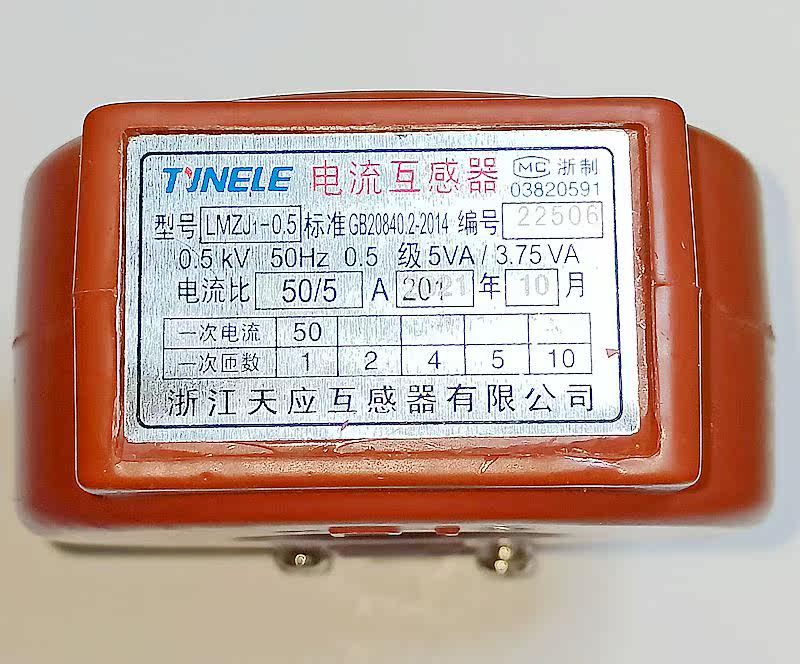 TYNELE 电流互感器 MC 浙制 03820591
型号 LMZJ1-0.5 标准 GB20840.2-2014 编号 22506
0.5 kV 50Hz 0.5 级 5VA / 3.75 VA
电流比 50/5 A 年 10 月
一次电流 50
一次匝数 1 2 4 5 10
浙江天应互感器有限公司